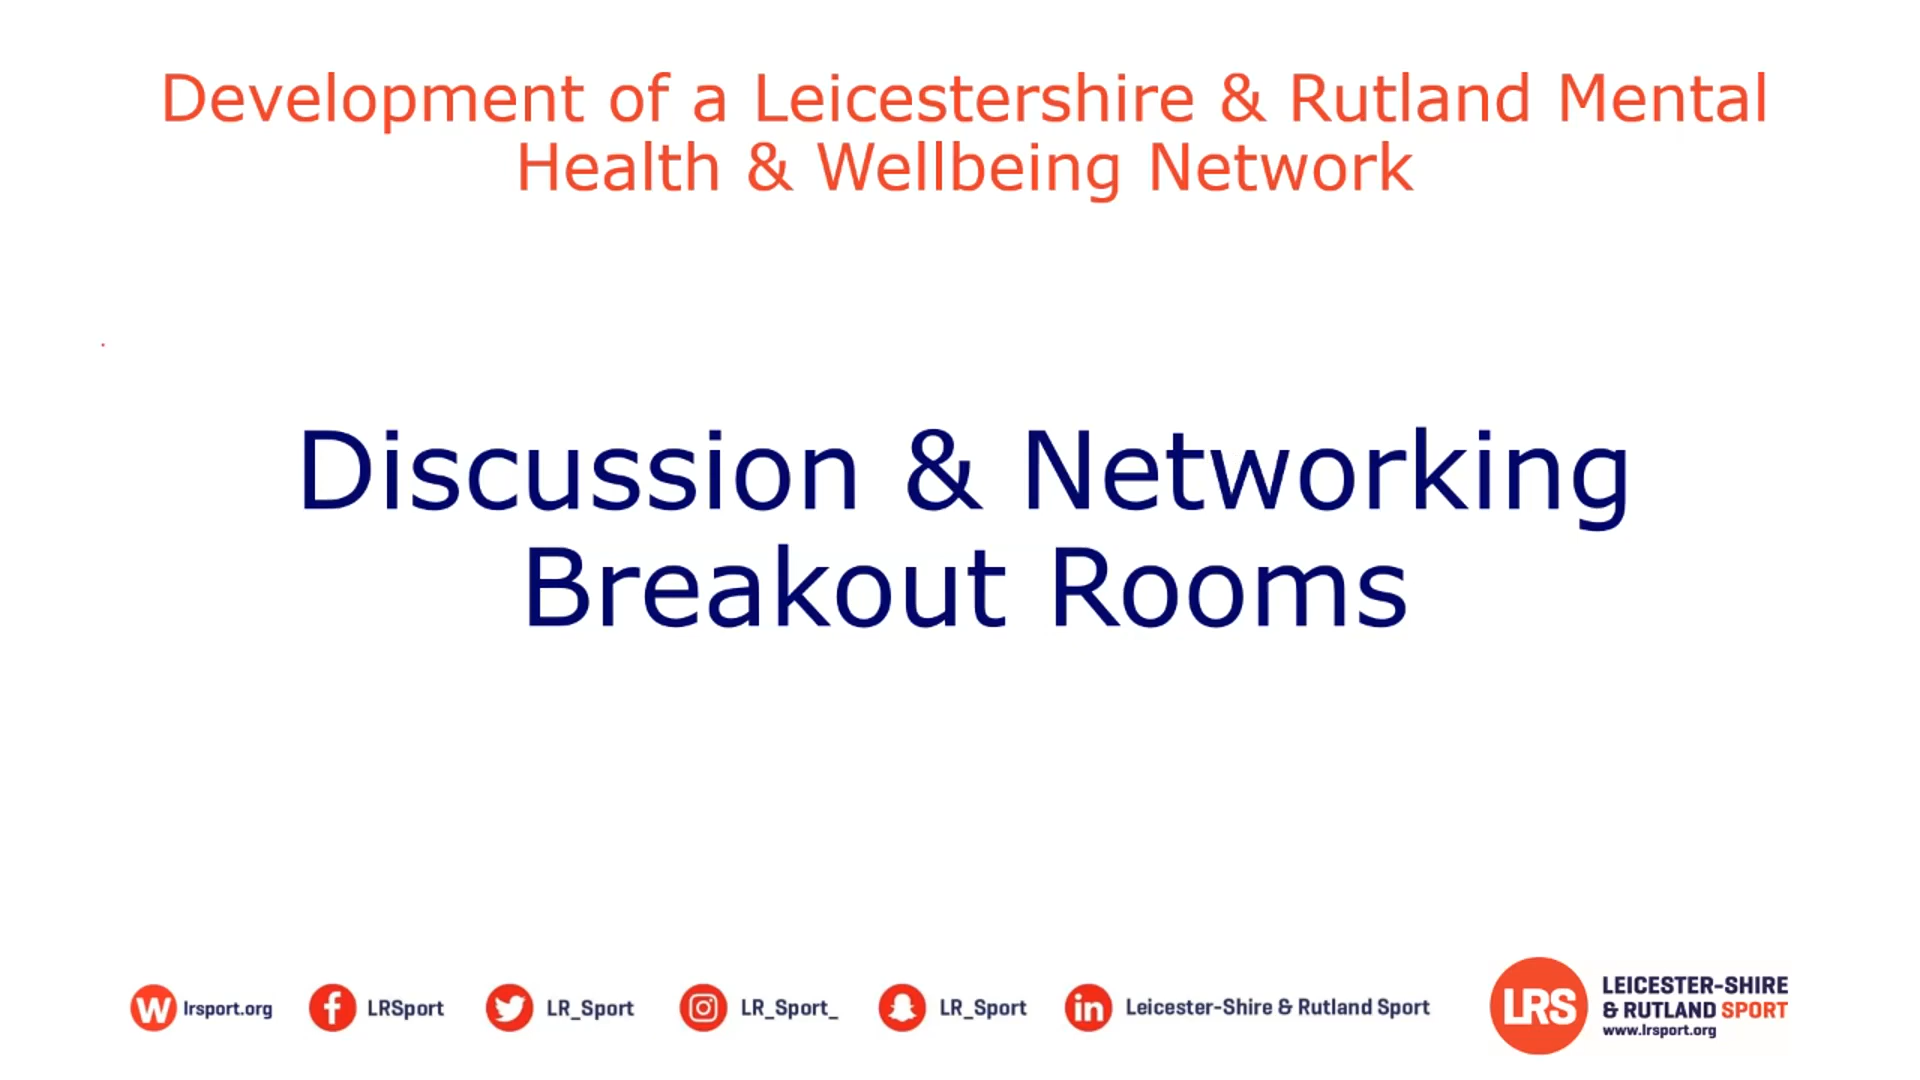 Development of a Leicestershire & Rutland Mental
Health & Wellbeing Network
Discussion & Networking
Breakout Rooms
W lrsport.org f LRSport LR_Sport LR_Sport_ LR_Sport in Leicester-Shire & Rutland Sport
LRS
LEICESTER-SHIRE
& RUTLAND SPORT
www.lrsport.org